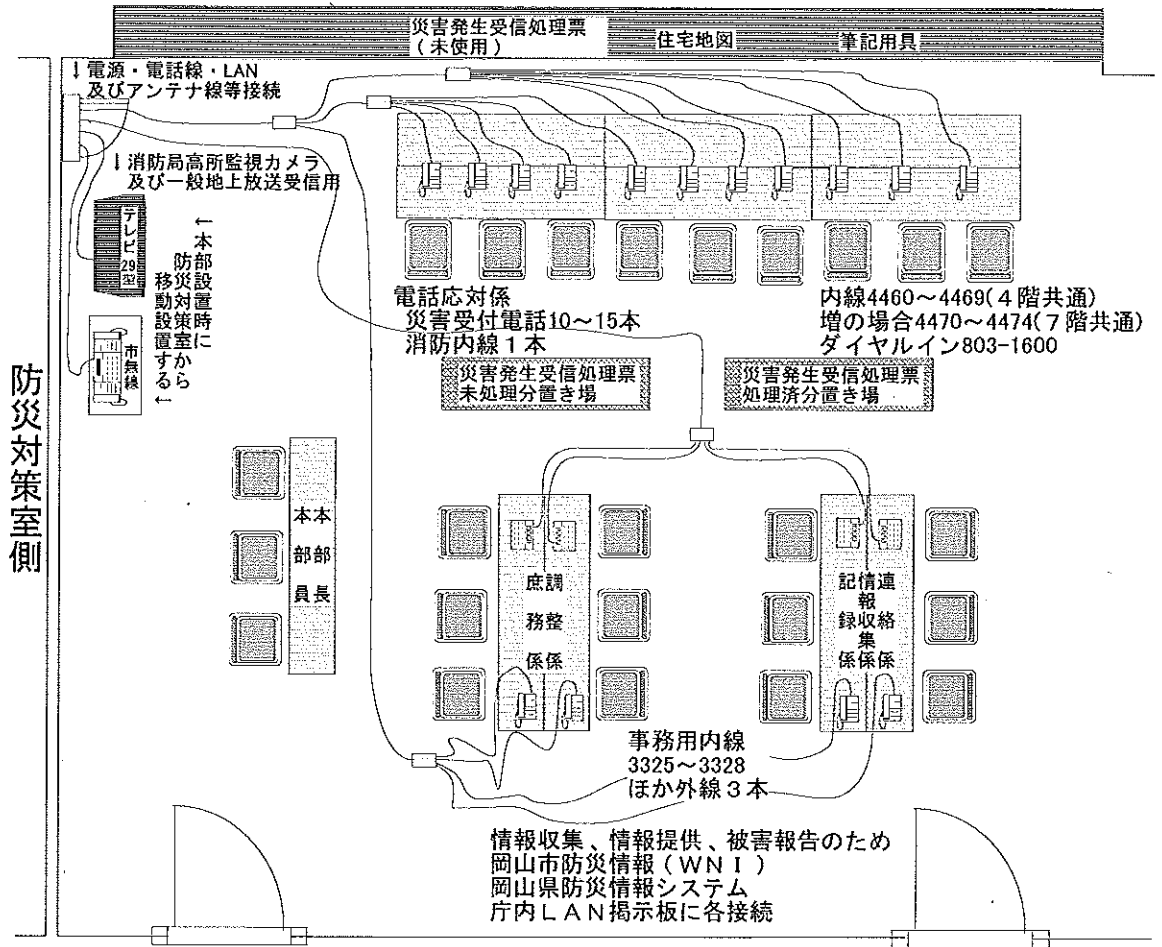 災害発生受信処理票
(未使用)
住宅地図
筆記用具
↓電源・電話線・LAN
及びアンテナ線等接続
↓消防局高所監視カメラ
及び一般地上放送受信用
テレビ29型
←本部設置時に
防災対策室から
移動設置する←
市無線
防災対策室側
電話応対係
災害受付電話10～15本
消防内線1本
内線4460～4469(4階共通)
増の場合4470～4474(7階共通)
ダイヤルイン803-1600
災害発生受信処理票
未処理分置き場
災害発生受信処理票
処理済分置き場
本部長
本部員
調整係
庶務係
連絡係
情報収集係
記録係
事務用内線
3325～3328
ほか外線3本
情報収集、情報提供、被害報告のため
岡山市防災情報(WNI)
岡山県防災情報システム
庁内LAN掲示板に各接続